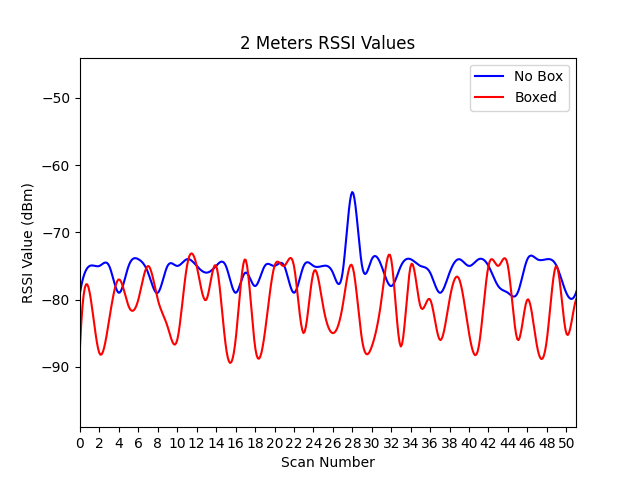 2 Meters RSSI Values
No Box
Boxed
−50
−60
−70
−80
−90
RSSI Value (dBm)
0 2 4 6 8 10 12 14 16 18 20 22 24 26 28 30 32 34 36 38 40 42 44 46 48 50
Scan Number